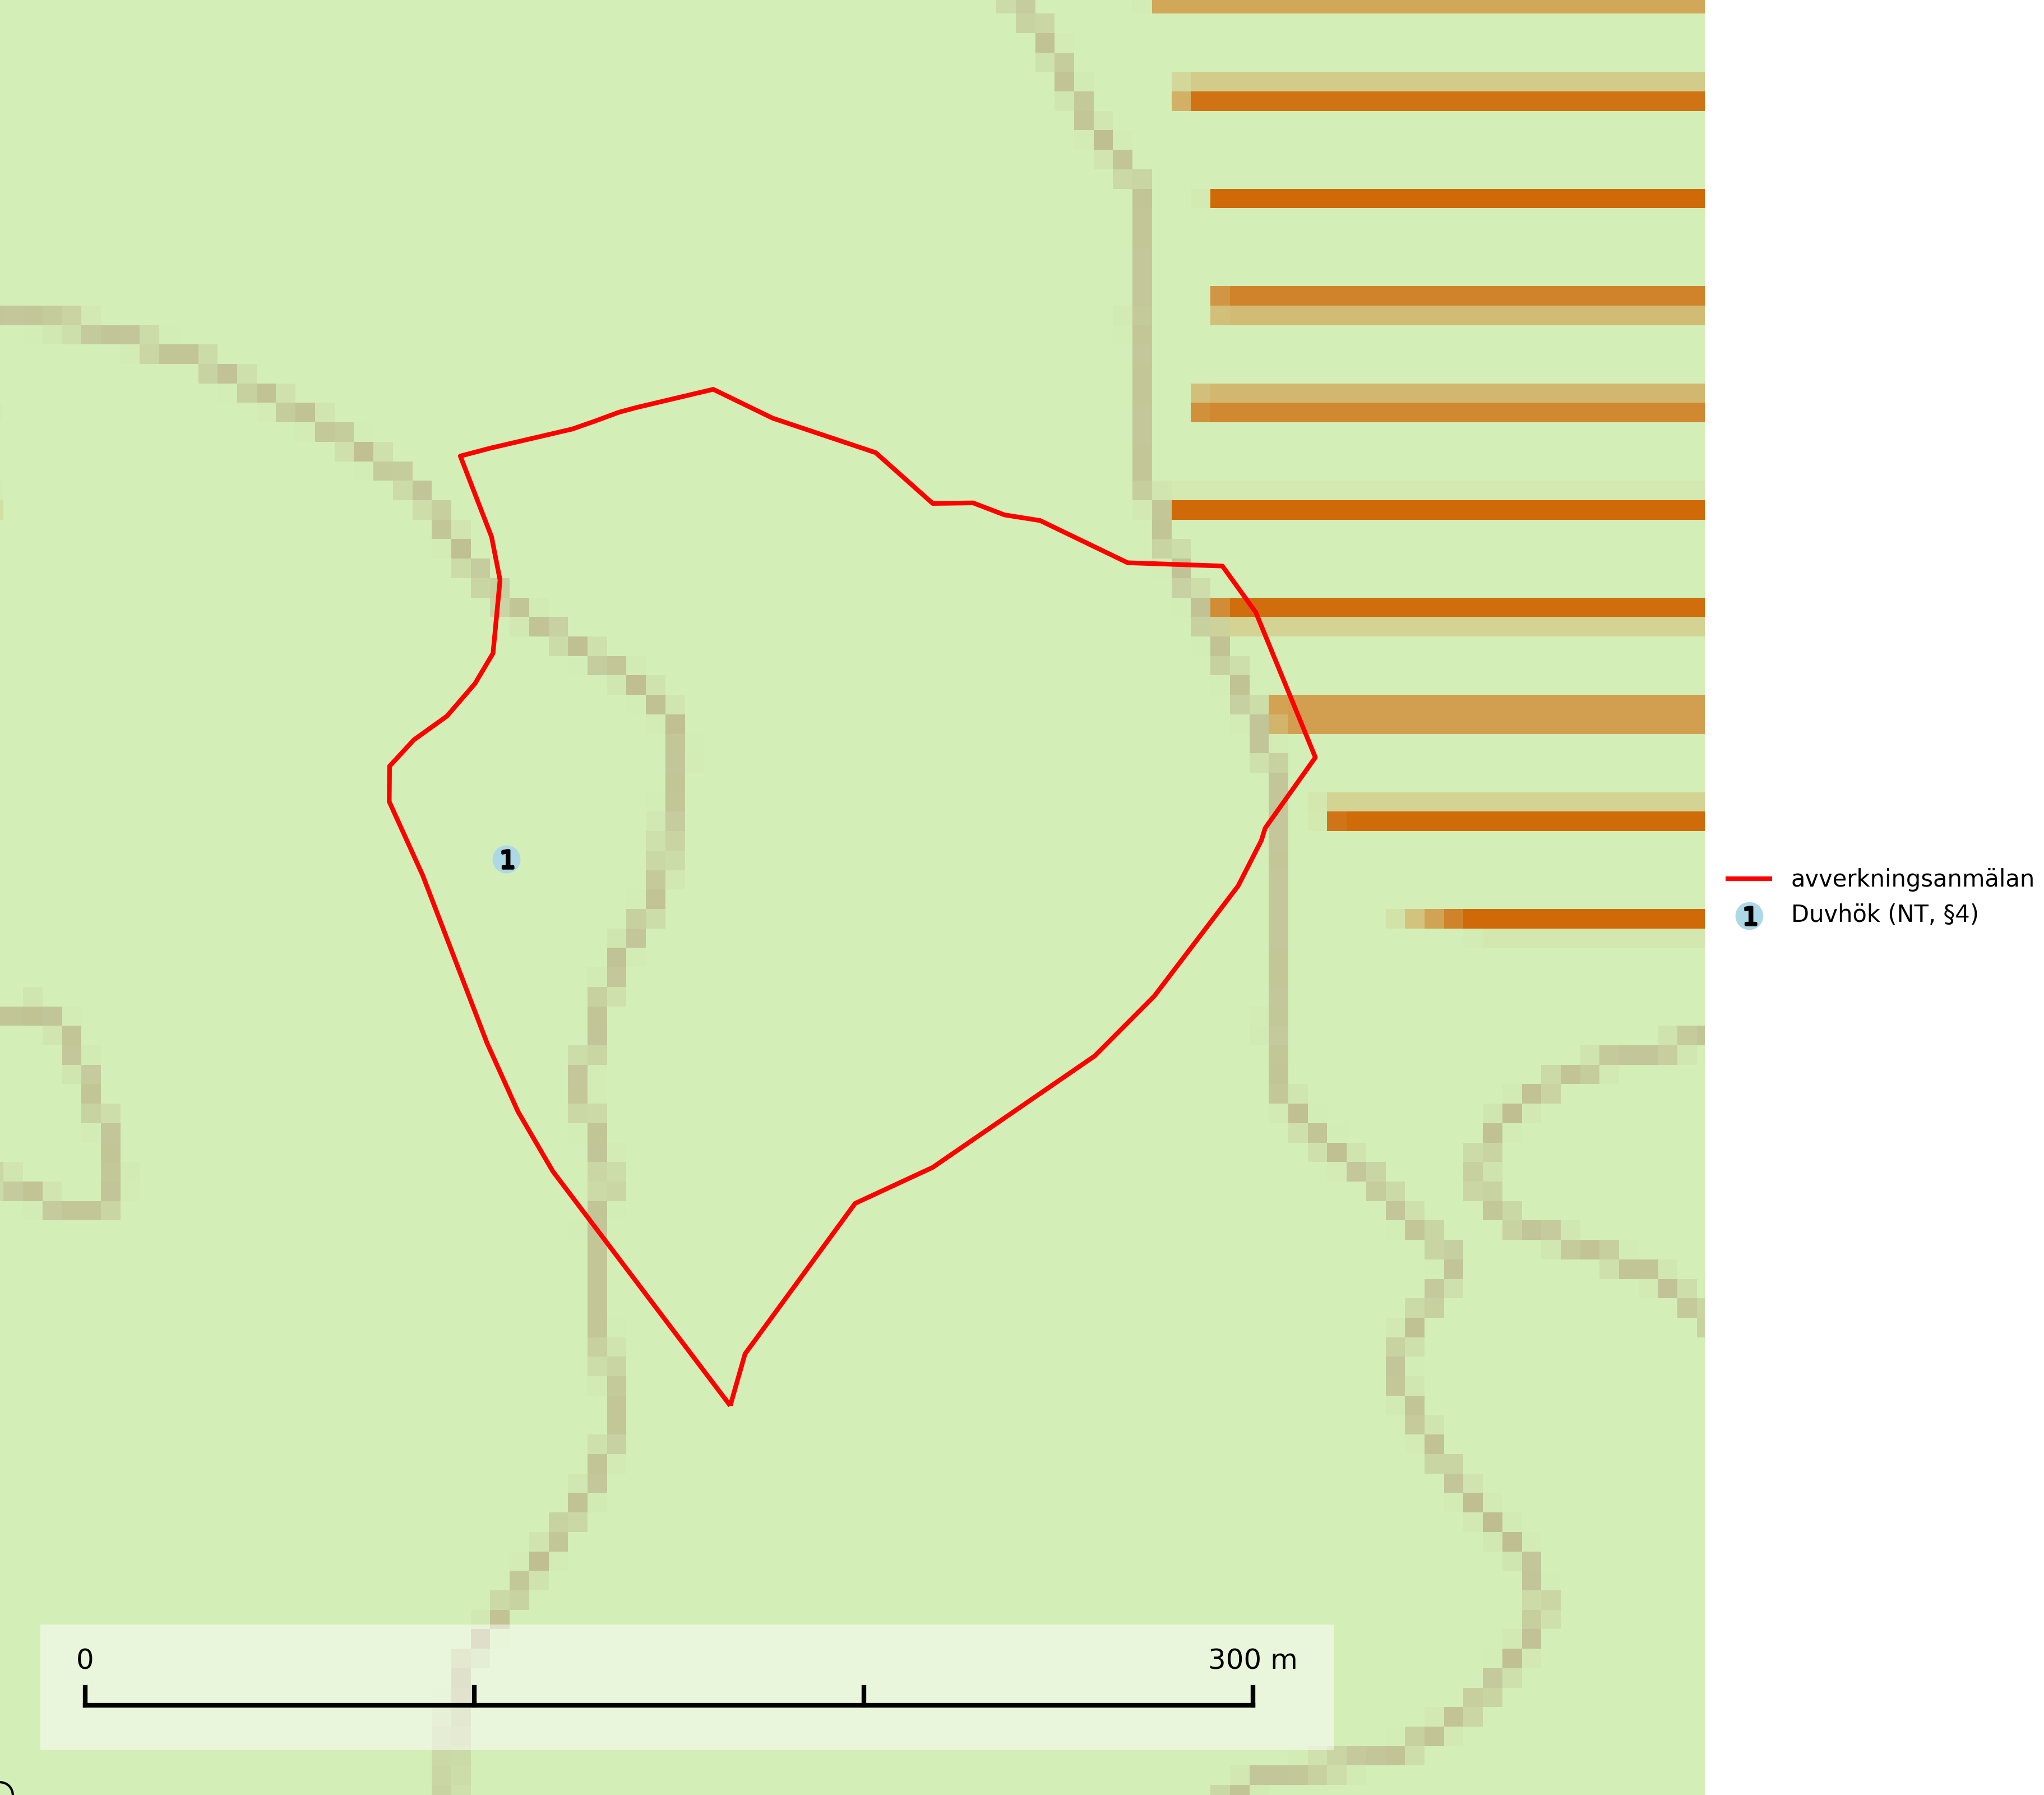 1
avverkningsanmälan
1 Duvhök (NT, §4)
0 300 m